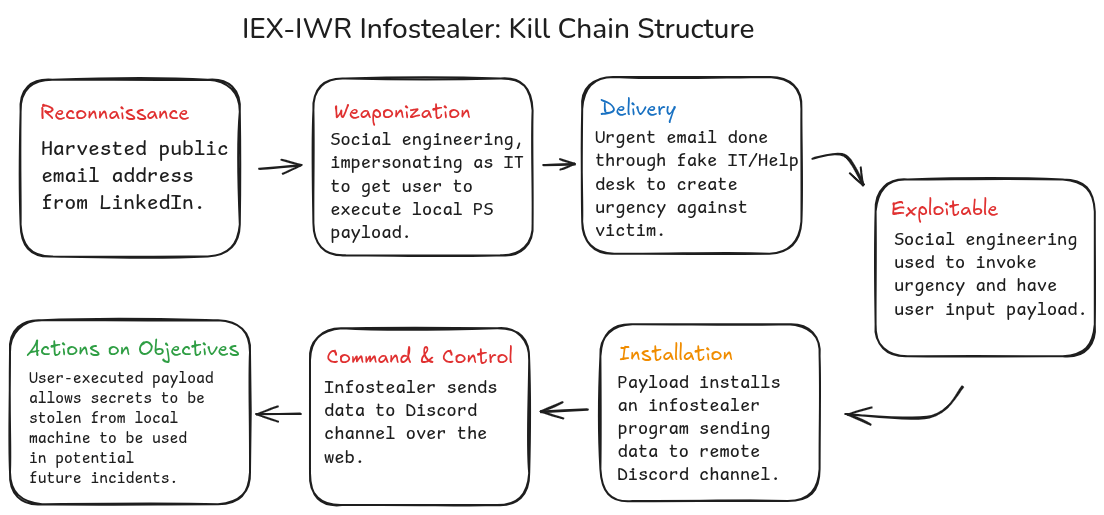 IEX-IWR Infostealer: Kill Chain Structure
Reconnaissance
Harvested public
email address
from LinkedIn.
Weaponization
Social engineering,
impersonating as IT
to get user to
execute local PS
payload.
Delivery
Urgent email done
through fake IT/Help
desk to create
urgency against
victim.
Exploitable
Social engineering
used to invoke
urgency and have
user input payload.
Installation
Payload installs
an infostealer
program sending
data to remote
Discord channel.
Command & Control
Infostealer sends
data to Discord
channel over the
web.
Actions on Objectives
User-executed payload
allows secrets to be
stolen from local
machine to be used
in potential
future incidents.